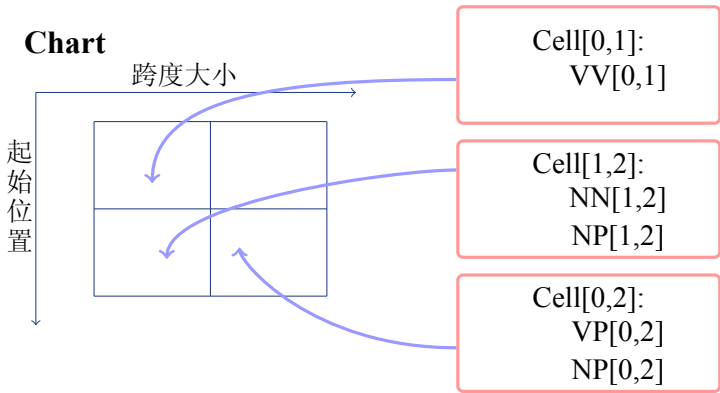 Chart
跨度大小
起始位置
Cell[0,1]:
VV[0,1]
Cell[1,2]:
NN[1,2]
NP[1,2]
Cell[0,2]:
VP[0,2]
NP[0,2]